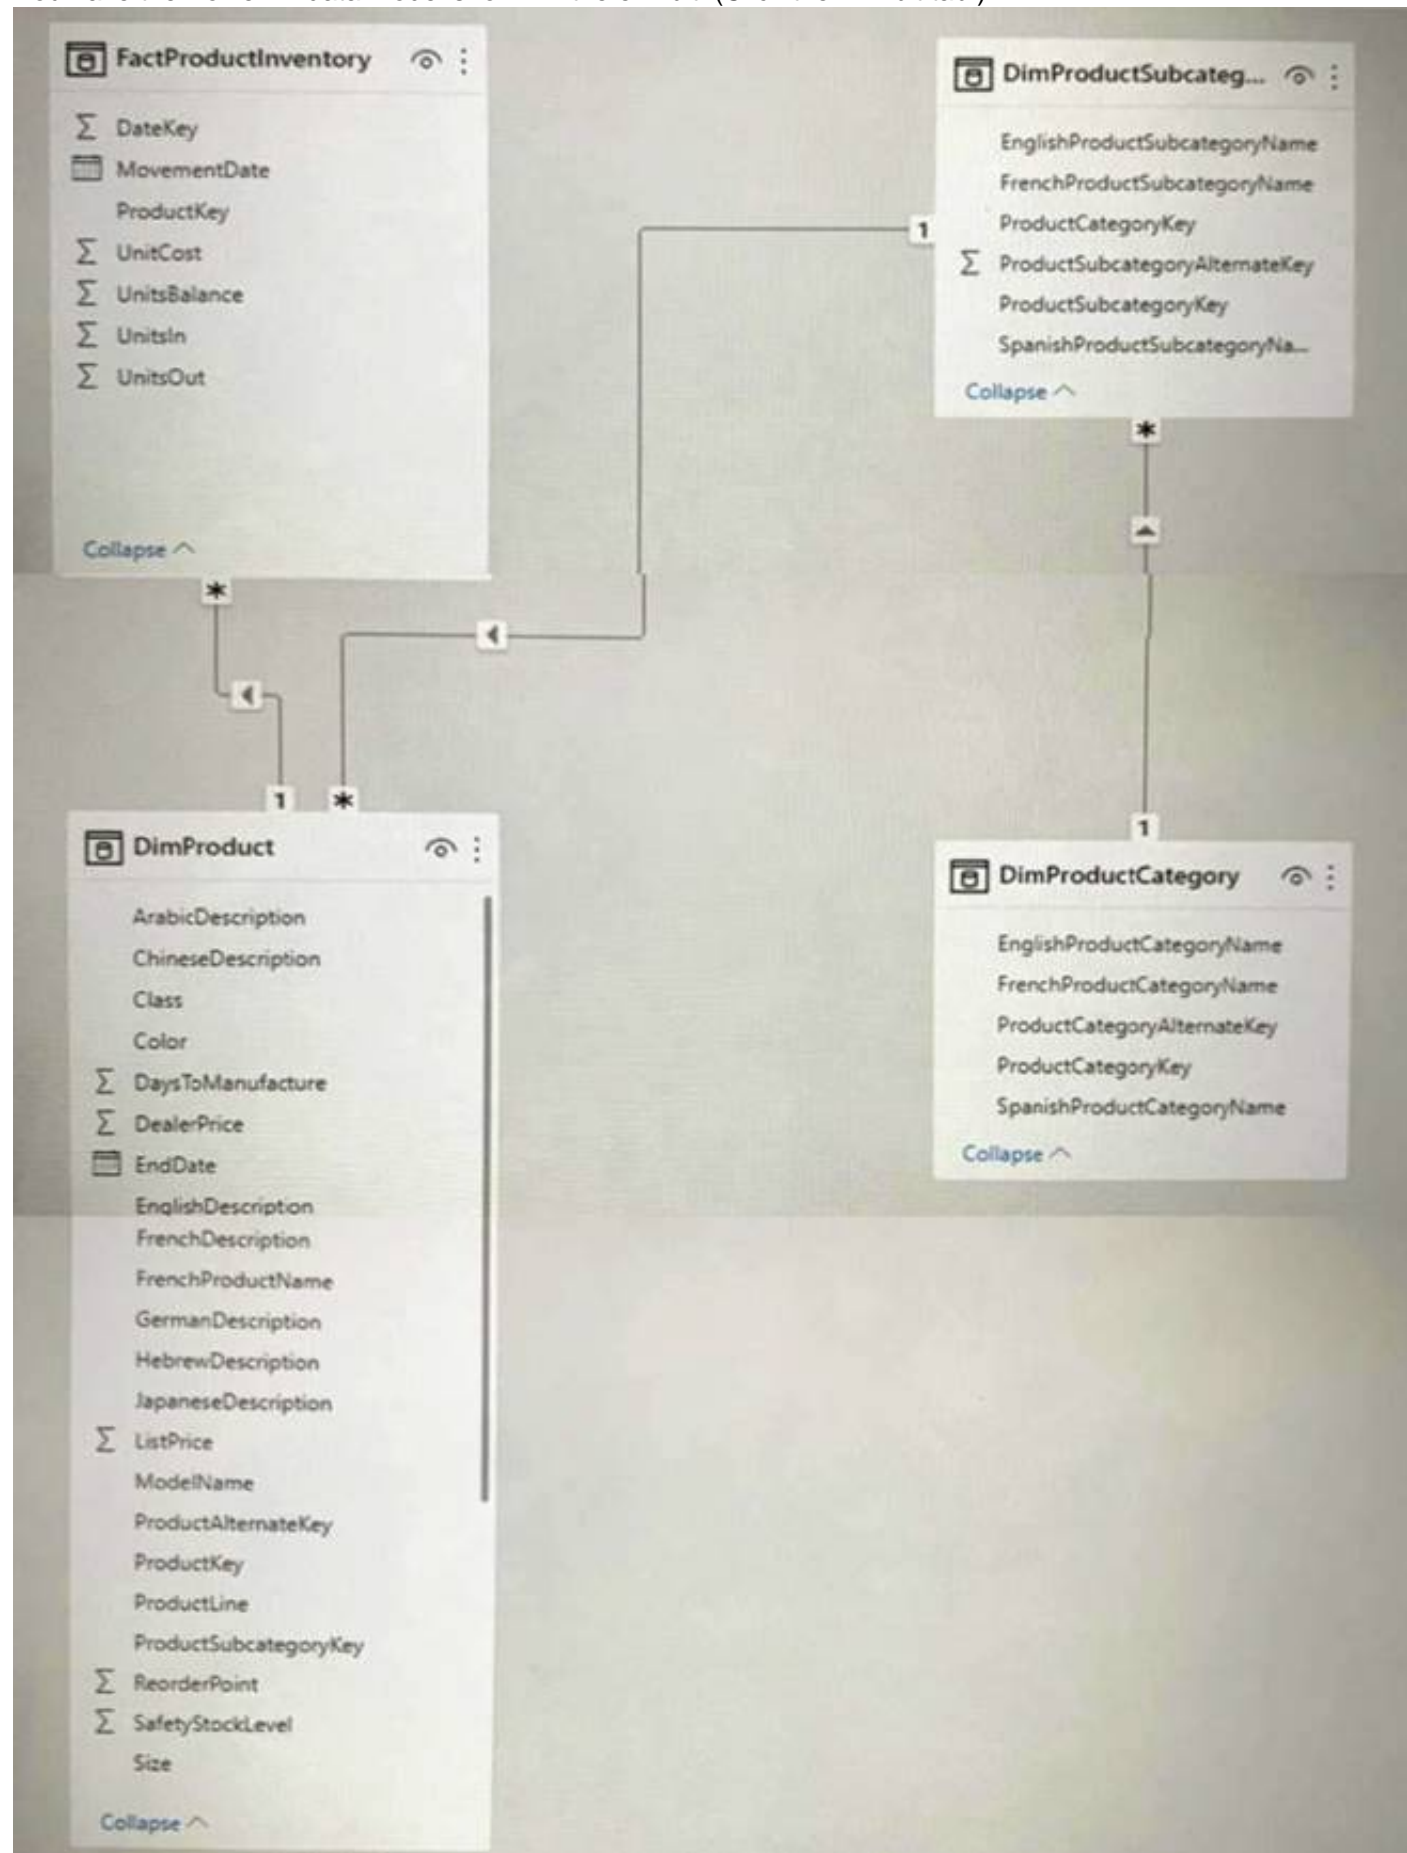 FactProductInventory
DateKey
MovementDate
ProductKey
UnitCost
UnitsBalance
UnitsIn
UnitsOut
Collapse
*
1
*
DimProductSubcateg...
EnglishProductSubcategoryName
FrenchProductSubcategoryName
ProductCategoryKey
ProductSubcategoryAlternateKey
ProductSubcategoryKey
SpanishProductSubcategoryNa...
Collapse
1
*
1
DimProduct
ArabicDescription
ChineseDescription
Class
Color
DaysToManufacture
DealerPrice
EndDate
EnglishDescription
FrenchDescription
FrenchProductName
GermanDescription
HebrewDescription
JapaneseDescription
ListPrice
ModelName
ProductAlternateKey
ProductKey
ProductLine
ProductSubcategoryKey
ReorderPoint
SafetyStockLevel
Size
Collapse
DimProductCategory
EnglishProductCategoryName
FrenchProductCategoryName
ProductCategoryAlternateKey
ProductCategoryKey
SpanishProductCategoryName
Collapse